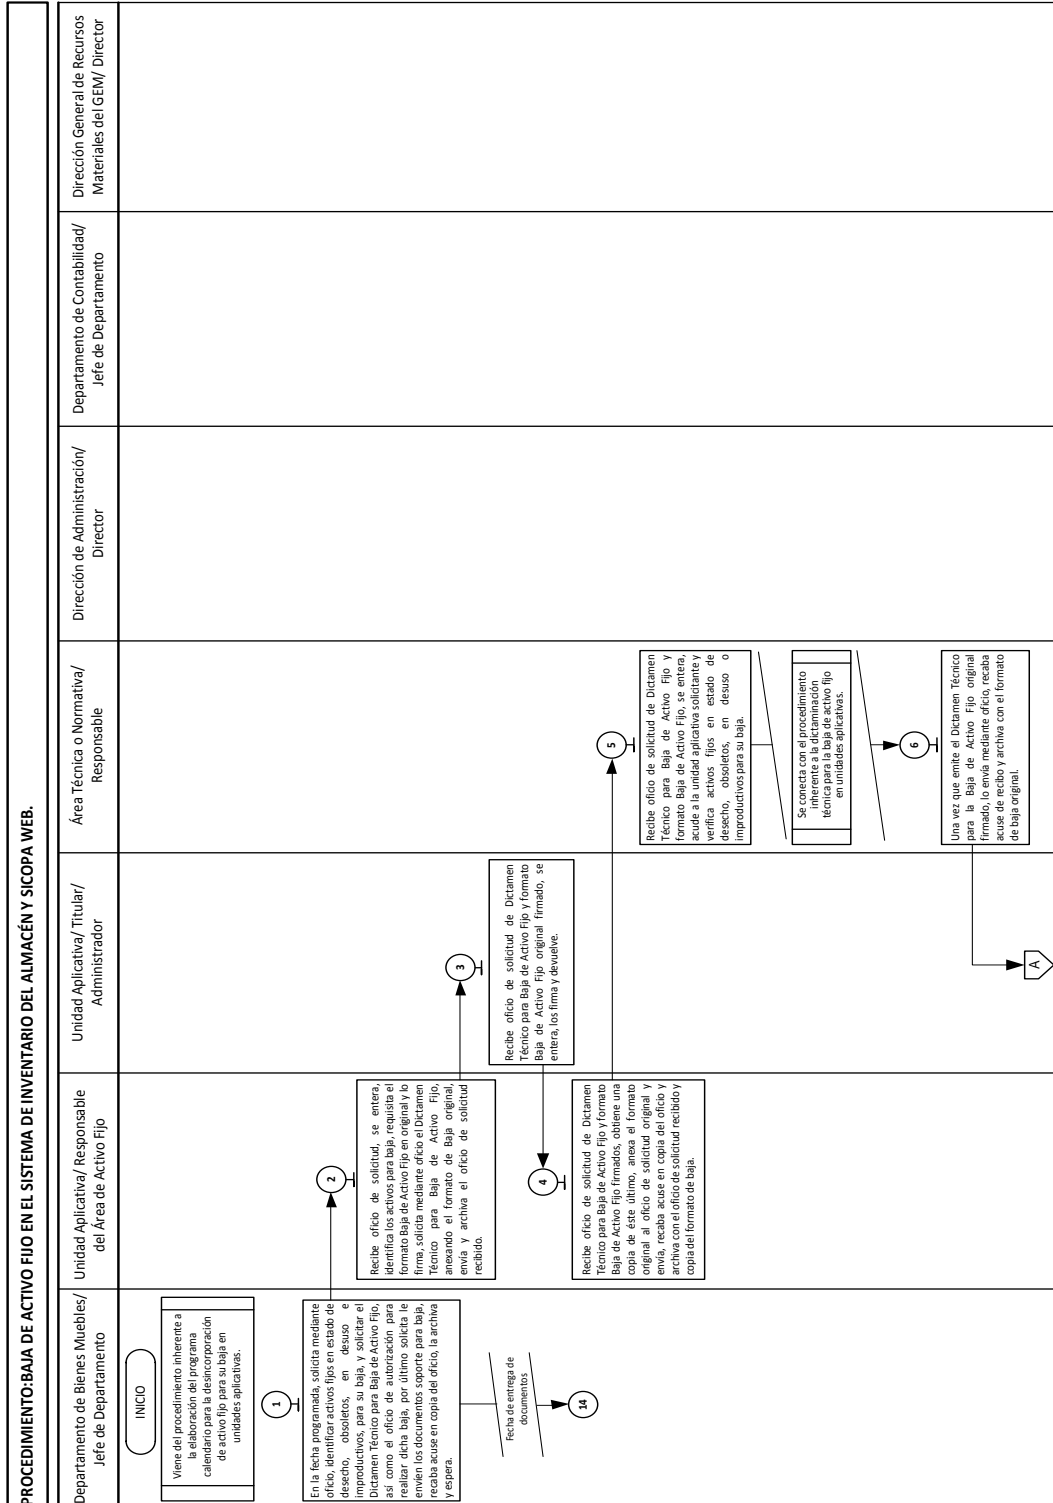 PROCEDIMIENTO:BAJA DE ACTIVO FIJO EN EL SISTEMA DE INVENTARIO DEL ALMACÉN Y SICOPA WEB.
Departamento de Bienes Muebles/
Jefe de Departamento
Unidad Aplicativa/ Responsable
del Área de Activo Fijo
Unidad Aplicativa/ Titular/
Administrador
Área Técnica o Normativa/
Responsable
Dirección de Administración/
Director
Departamento de Contabilidad/
Jefe de Departamento
Dirección General de Recursos
Materiales del GEM/ Director
INICIO
Viene del procedimiento inherente a
la elaboración del programa
calendario para la desincorporación
de activo fijo para su baja en
unidades aplicativas.
1
En la fecha programada, solicita mediante
oficio, identificar activos fijos en estado de
desecho, obsoletos, en desuso e
improductivos, para su baja, y solicitar el
Dictamen Técnico para Baja de Activo Fijo,
así como el oficio de autorización para
realizar dicha baja, por último solicita le
envíen los documentos soporte para baja,
recaba acuse en copia del oficio, la archiva
y espera.
Fecha de entrega de
documentos
14
2
Recibe oficio de solicitud, se entera,
identifica los activos para baja, requisita el
formato Baja de Activo Fijo en original y lo
firma, solicita mediante oficio el Dictamen
Técnico para Baja de Activo Fijo,
anexando el formato de Baja original,
envía y archiva el oficio de solicitud
recibido.
3
Recibe oficio de solicitud de Dictamen
Técnico para Baja de Activo Fijo y formato
Baja de Activo Fijo original firmado, se
entera, los firma y devuelve.
4
Recibe oficio de solicitud de Dictamen
Técnico para Baja de Activo Fijo y formato
Baja de Activo Fijo firmados, obtiene una
copia de éste último, anexa el formato
original al oficio de solicitud original y
envía, recaba acuse en copia del oficio y
archiva con el oficio de solicitud recibido y
copia del formato de baja.
5
Recibe oficio de solicitud de Dictamen
Técnico para Baja de Activo Fijo y
formato Baja de Activo Fijo, se entera,
acude a la unidad aplicativa solicitante y
verifica activos fijos en estado de
desecho, obsoletos, en desuso o
improductivos para su baja.
Se conecta con el procedimiento
inherente a la dictaminación
técnica para la baja de activo fijo
en unidades aplicativas.
6
Una vez que emite el Dictamen Técnico
para la Baja de Activo Fijo original
firmado, lo envía mediante oficio, recaba
acuse de recibo y archiva con el formato
de baja original.
A